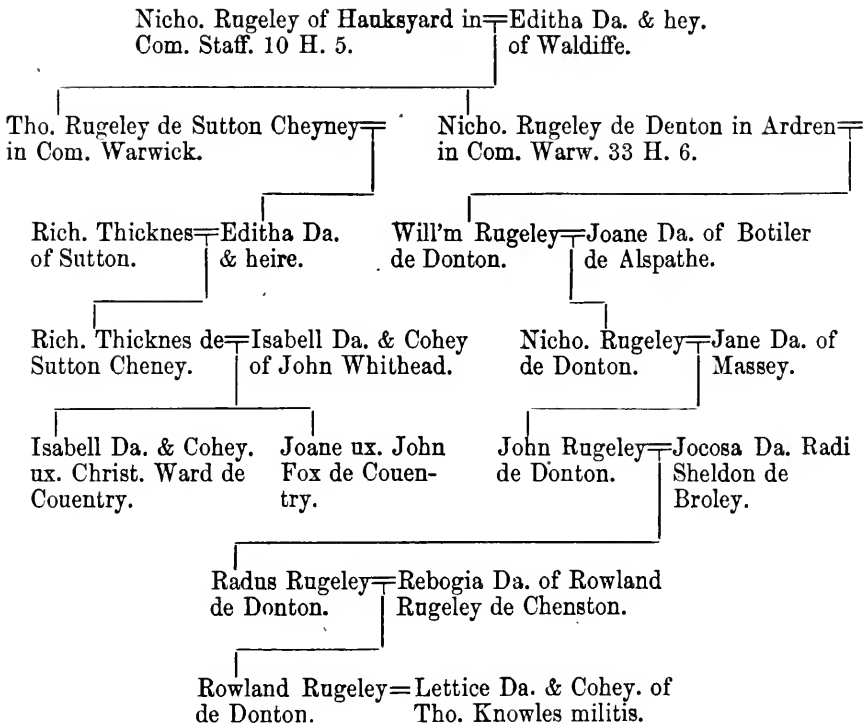 Nicho. Rugeley of Hauksyard in
Com. Staff. 10 H. 5.
Editha Da. & hey.
of Waldiffe.
Tho. Rugeley de Sutton Cheyney
in Com. Warwick.
Nicho. Rugeley de Denton in Ardren
in Com. Warw. 33 H. 6.
Rich. Thicknes
of Sutton.
Editha Da.
& heire.
Will'm Rugeley
de Donton.
Joane Da. of Botiler
de Alspathe.
Rich. Thicknes de
Sutton Cheney.
Isabell Da. & Cohey
of John Whithead.
Nicho. Rugeley
de Donton.
Jane Da. of
Massey.
Isabell Da. & Cohey.
ux. Christ. Ward de
Couentry.
Joane ux. John
Fox de Couen-
try.
John Rugeley
de Donton.
Jocosa Da. Radi
Sheldon de
Broley.
Radus Rugeley
de Donton.
Rebogia Da. of Rowland
Rugeley de Chenston.
Rowland Rugeley
de Donton.
Lettice Da. & Cohey. of
Tho. Knowles militis.